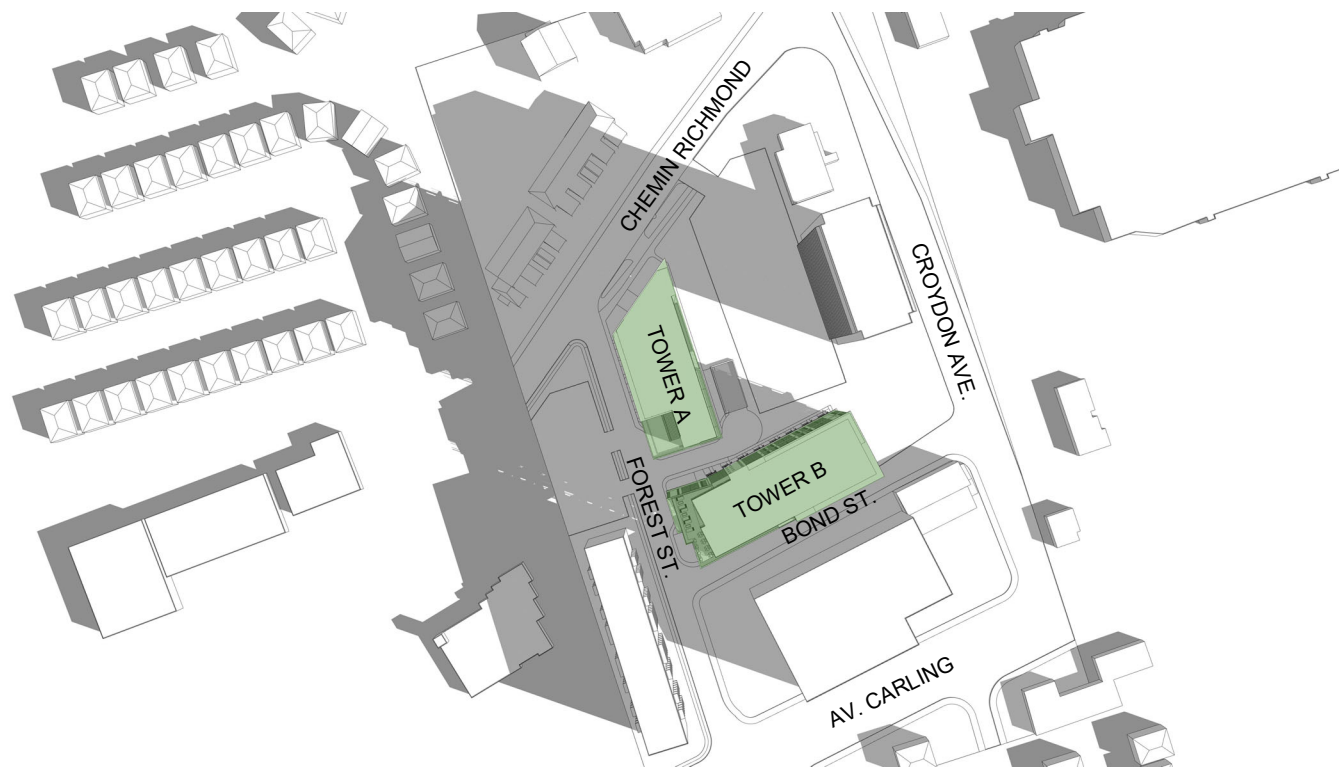 CHEMIN RICHMOND
CROYDON AVE.
TOWER A
TOWER B
FOREST ST.
BOND ST.
AV. CARLING